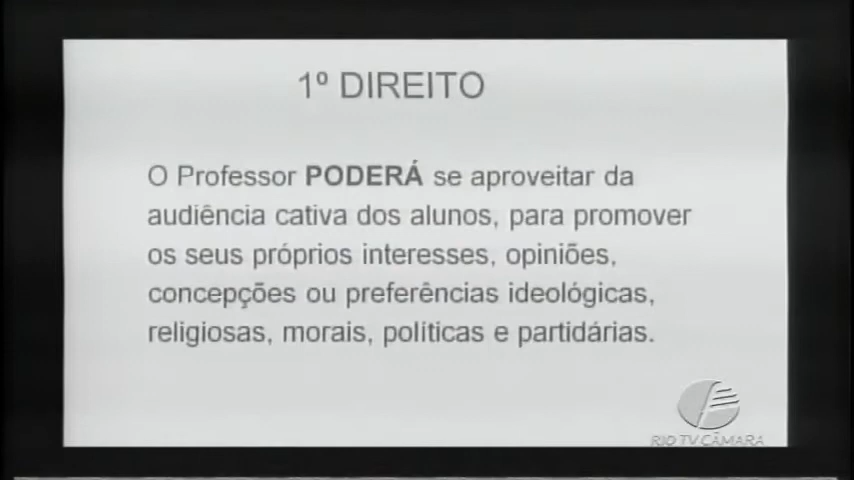 1º DIREITO
O Professor PODERÁ se aproveitar da
audiência cativa dos alunos, para promover
os seus próprios interesses, opiniões,
concepções ou preferências ideológicas,
religiosas, morais, políticas e partidárias.
RIO TV CÂMARA